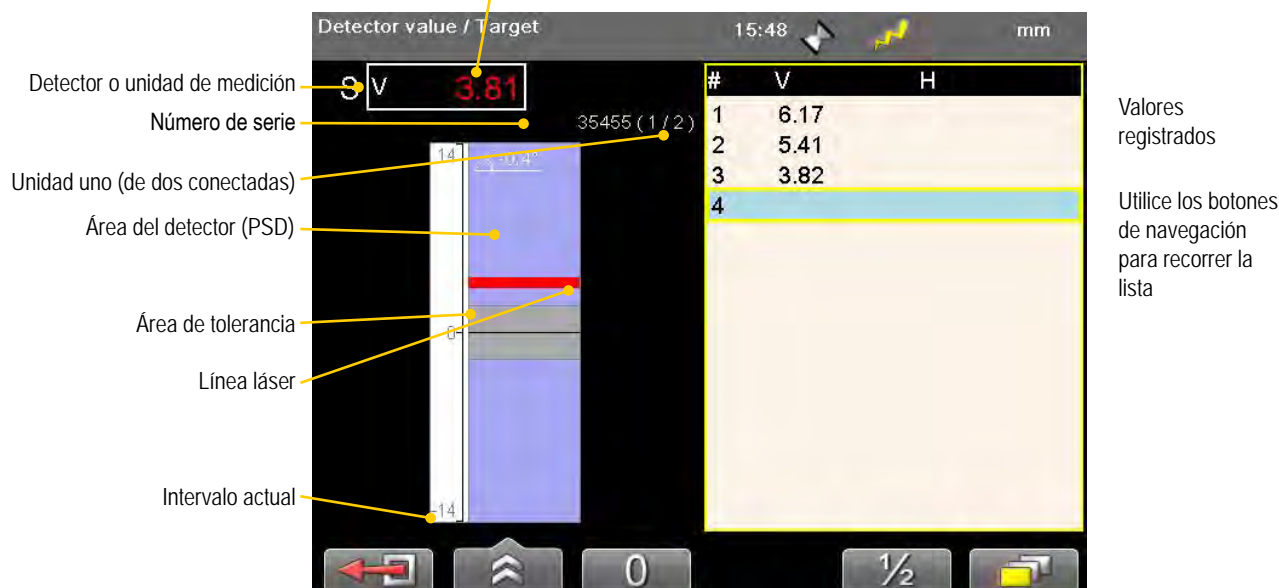 Detector value / Target 15:48 mm
Detector o unidad de medición
S V 3.81
Número de serie
35455 (1 / 2)
Unidad uno (de dos conectadas)
Área del detector (PSD)
Área de tolerancia
Línea láser
Intervalo actual
14
0
-14
# V H
1 6.17
2 5.41
3 3.82
4
Valores
registrados
Utilice los botones
de navegación
para recorrer la
lista
0
½